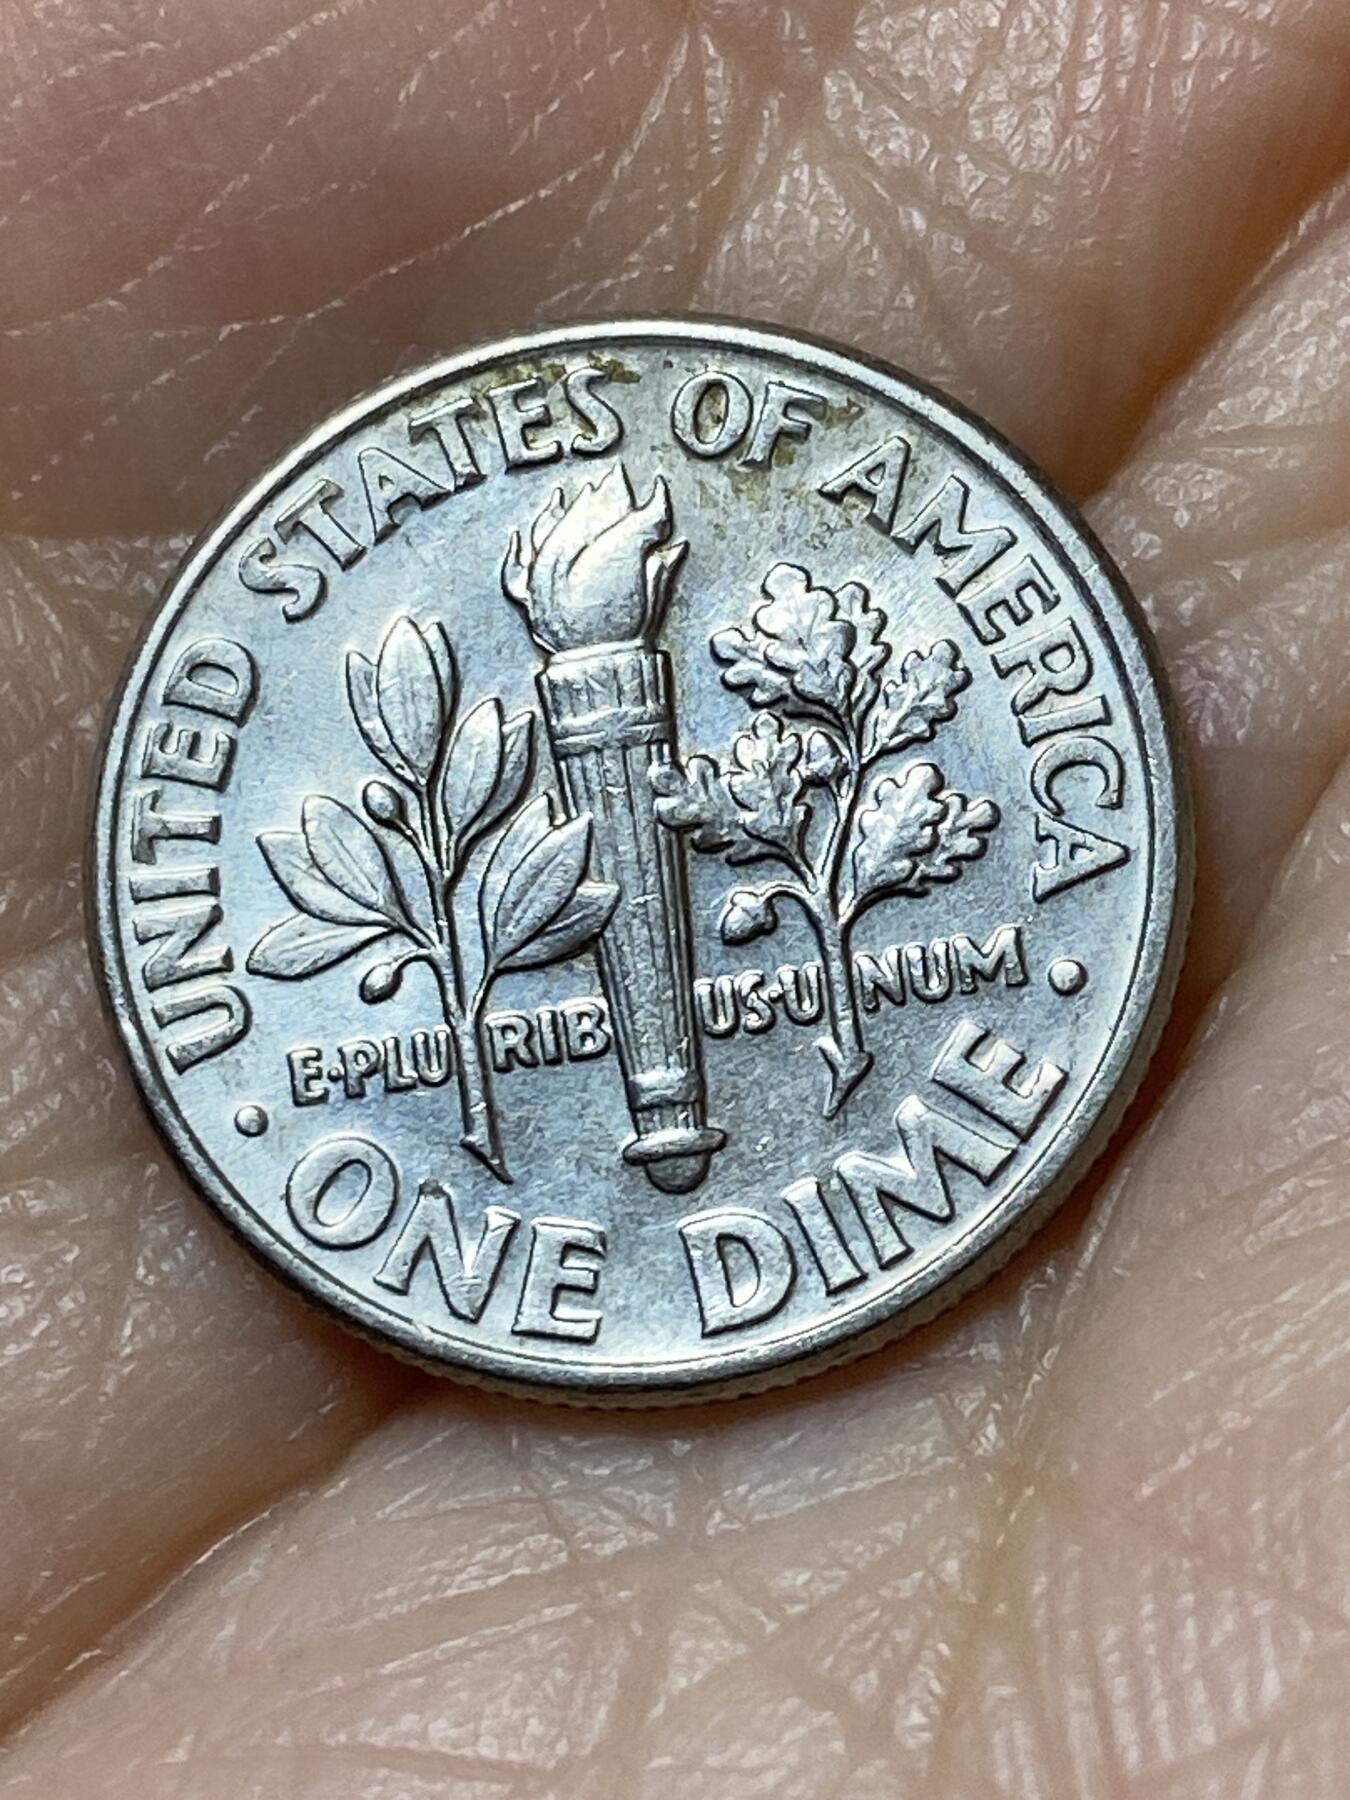 UNITED STATES OF AMERICA
E·PLURIBUS·UNUM
· ONE DIME ·